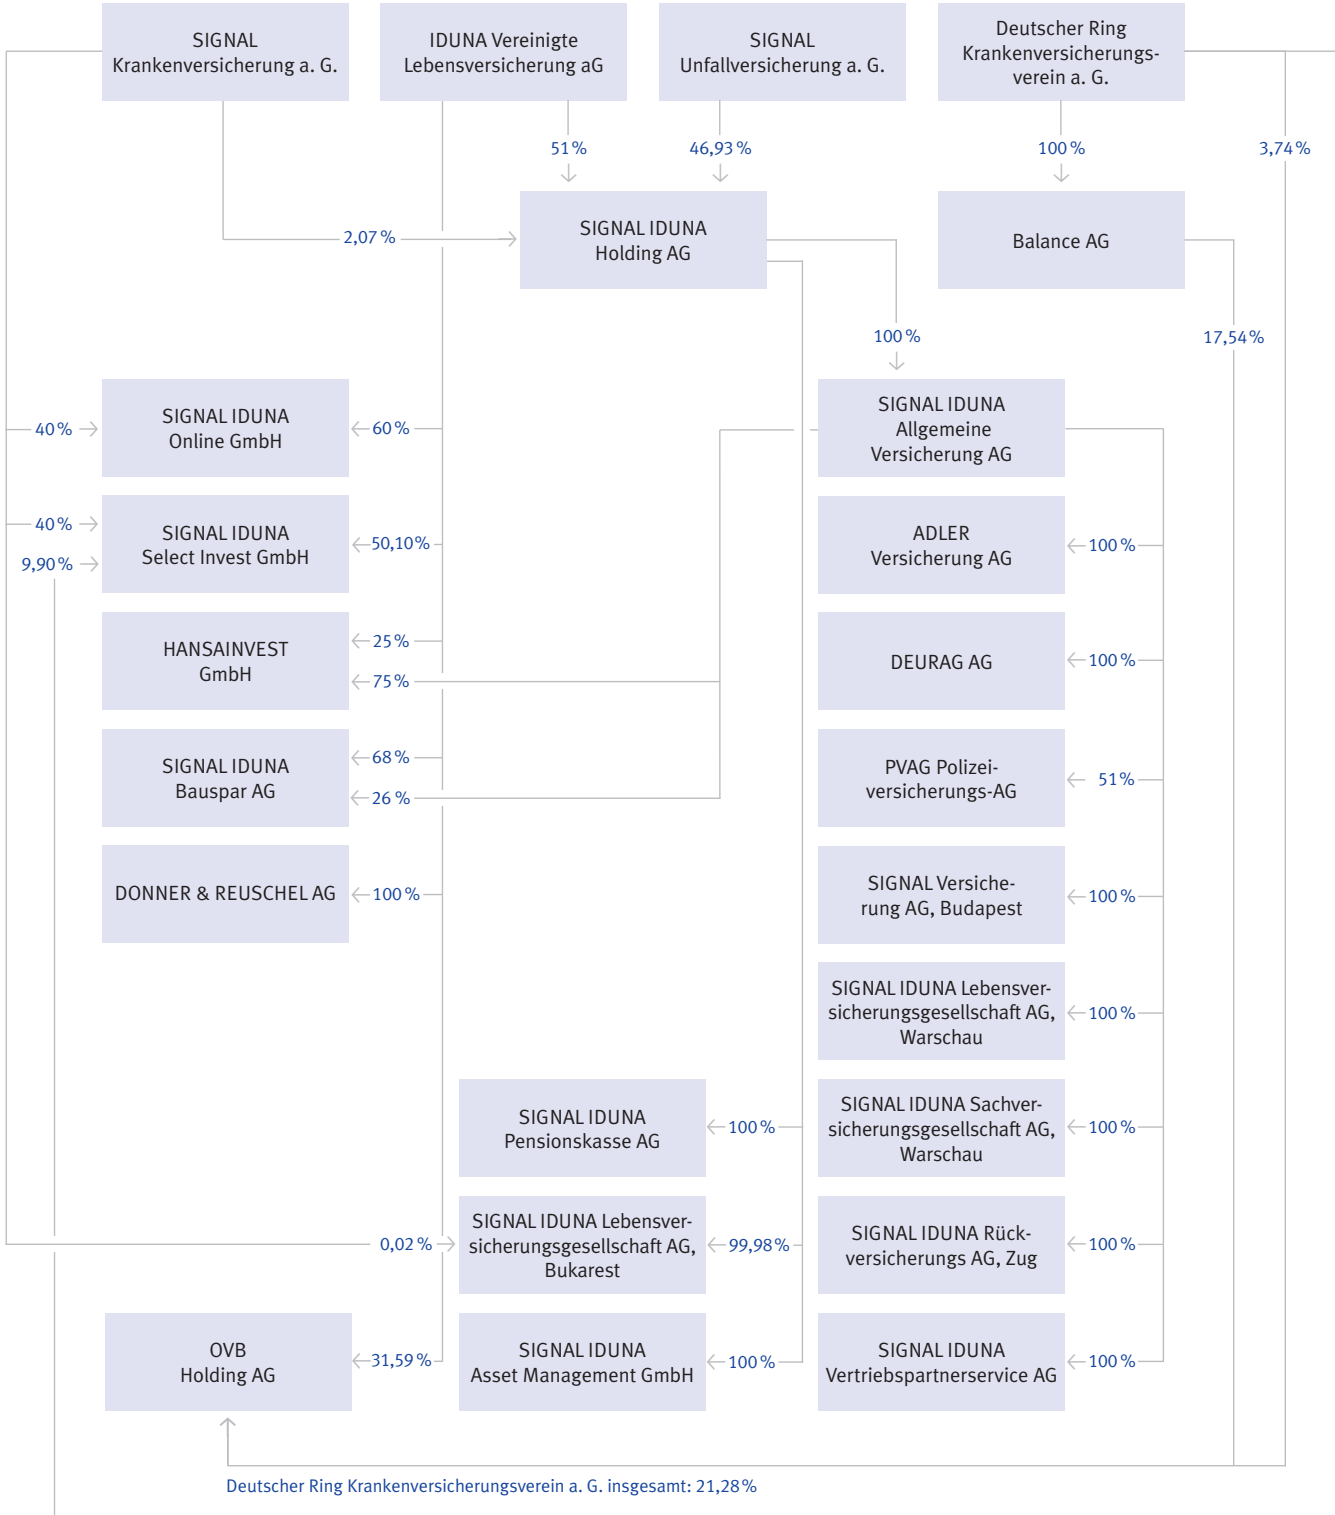 SIGNAL
Krankenversicherung a. G.
IDUNA Vereinigte
Lebensversicherung aG
SIGNAL
Unfallversicherung a. G.
Deutscher Ring
Krankenversicherungs-
verein a. G.
51 %
46,93 %
100 %
3,74 %
2,07 %
SIGNAL IDUNA
Holding AG
Balance AG
100 %
17,54 %
40 %
SIGNAL IDUNA
Online GmbH
60 %
SIGNAL IDUNA
Allgemeine
Versicherung AG
40 %
9,90 %
SIGNAL IDUNA
Select Invest GmbH
50,10 %
ADLER
Versicherung AG
100 %
HANSAINVEST
GmbH
25 %
75 %
DEURAG AG
100 %
SIGNAL IDUNA
Bauspar AG
68 %
26 %
PVAG Polizei-
versicherungs-AG
51 %
DONNER & REUSCHEL AG
100 %
SIGNAL Versiche-
rung AG, Budapest
100 %
SIGNAL IDUNA Lebensver-
sicherungsgesellschaft AG,
Warschau
100 %
SIGNAL IDUNA
Pensionskasse AG
100 %
SIGNAL IDUNA Sachver-
sicherungsgesellschaft AG,
Warschau
100 %
0,02 %
SIGNAL IDUNA Lebensver-
sicherungsgesellschaft AG,
Bukarest
99,98 %
SIGNAL IDUNA Rück-
versicherungs AG, Zug
100 %
OVB
Holding AG
31,59 %
SIGNAL IDUNA
Asset Management GmbH
100 %
SIGNAL IDUNA
Vertriebspartnerservice AG
100 %
Deutscher Ring Krankenversicherungsverein a. G. insgesamt: 21,28 %